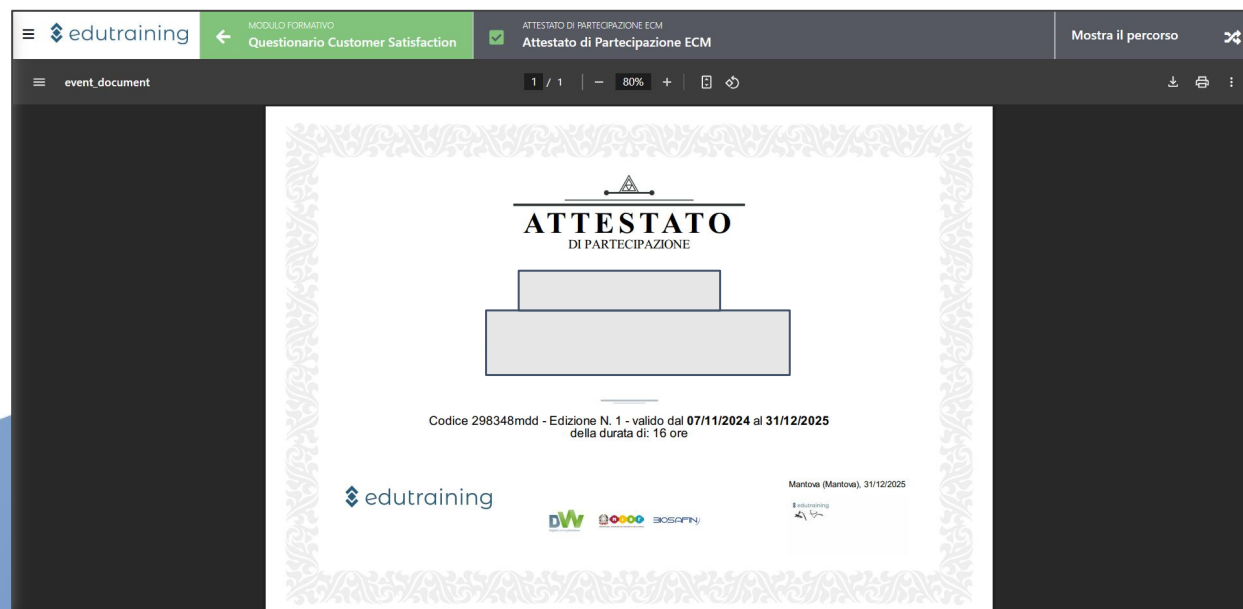 edutraining
MODULO FORMATIVO
Questionario Customer Satisfaction
ATTESTATO DI PARTECIPAZIONE ECM
Attestato di Partecipazione ECM
Mostra il percorso
event_document
1 / 1
80%
ATTESTATO
DI PARTECIPAZIONE
Codice 298348mdd - Edizione N. 1 - valido dal 07/11/2024 al 31/12/2025
della durata di: 16 ore
Mantova (Mantova), 31/12/2025
edutraining
edutraining
DW
BIOSAFIN